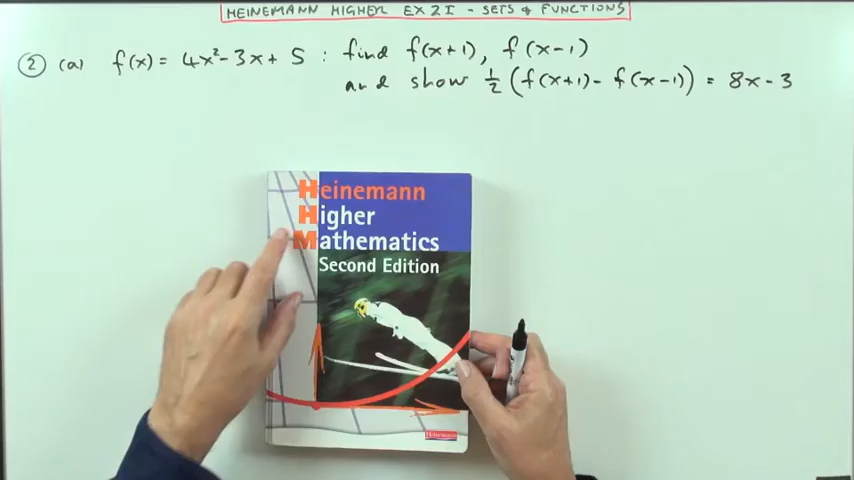 HEINEMANN HIGHER EX 2I - SETS & FUNCTIONS
② (a) f(x) = 4x² - 3x + 5 : find f(x+1), f(x-1)
and show ½ (f(x+1) - f(x-1)) = 8x - 3
Heinemann
Higher
Mathematics
Second Edition
Heinemann